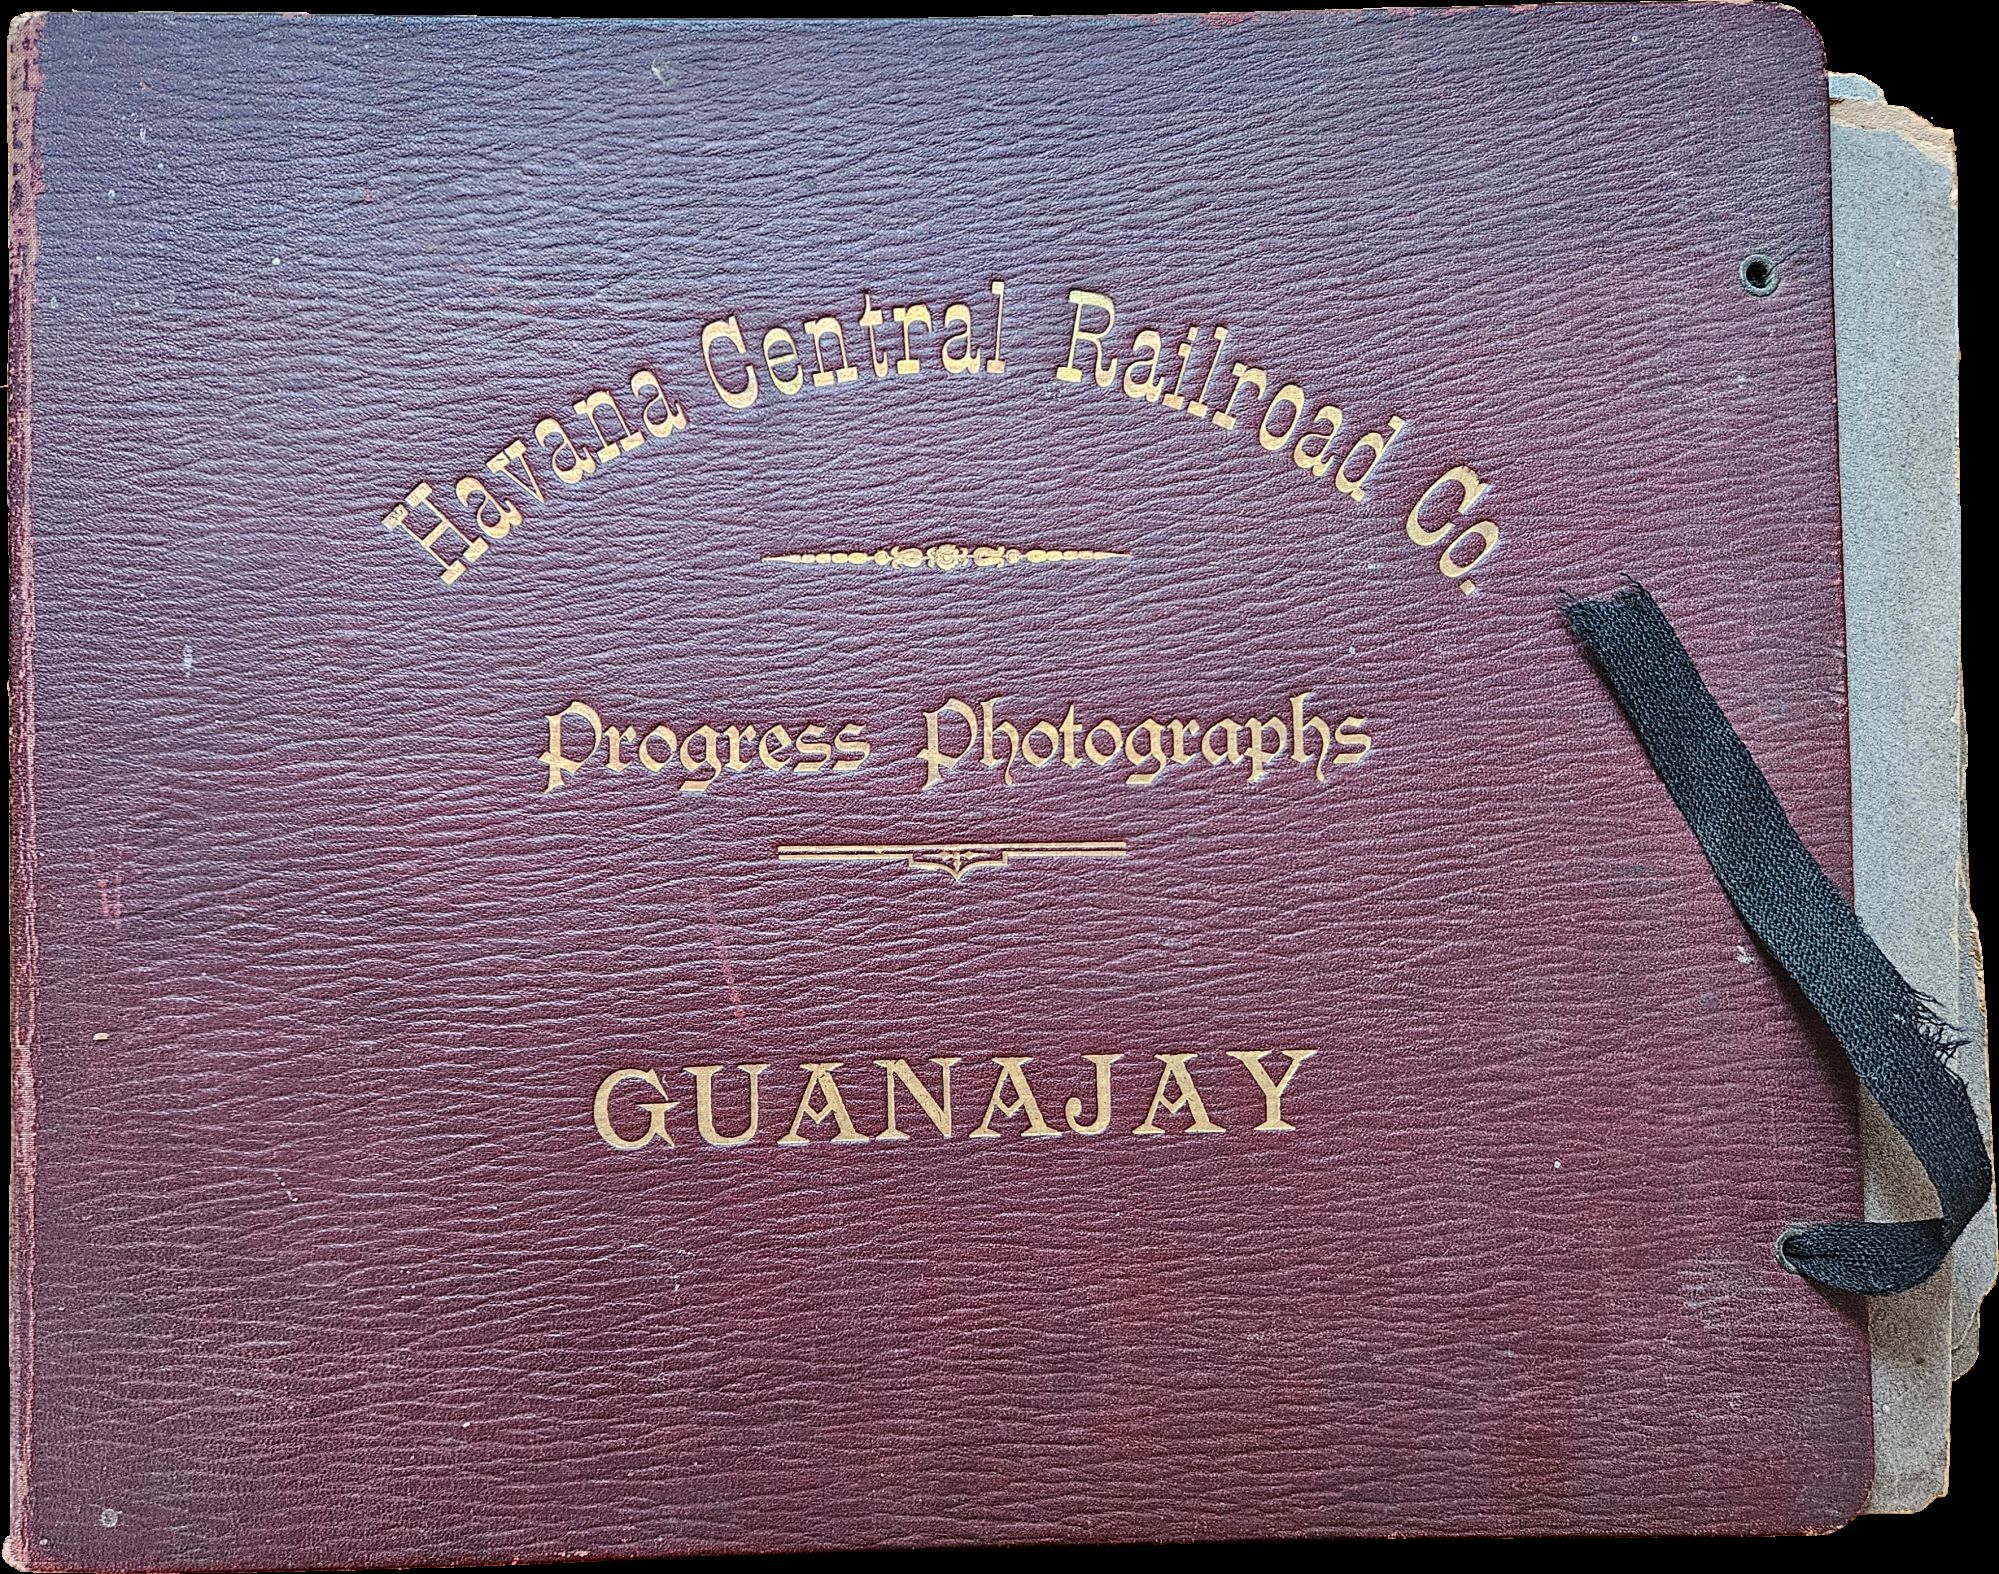 Havana Central Railroad Co.
Progress Photographs
GUANAJAY